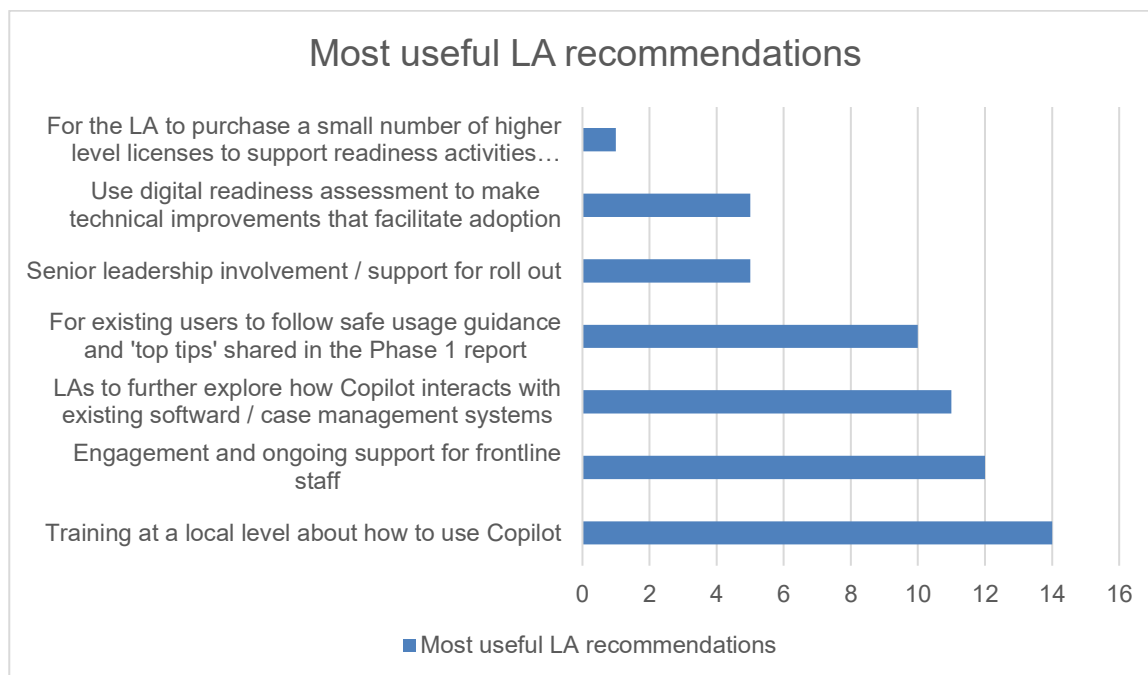 Most useful LA recommendations
For the LA to purchase a small number of higher
level licenses to support readiness activities…
Use digital readiness assessment to make
technical improvements that facilitate adoption
Senior leadership involvement / support for roll out
For existing users to follow safe usage guidance
and 'top tips' shared in the Phase 1 report
LAs to further explore how Copilot interacts with
existing softward / case management systems
Engagement and ongoing support for frontline
staff
Training at a local level about how to use Copilot
0 2 4 6 8 10 12 14 16
Most useful LA recommendations